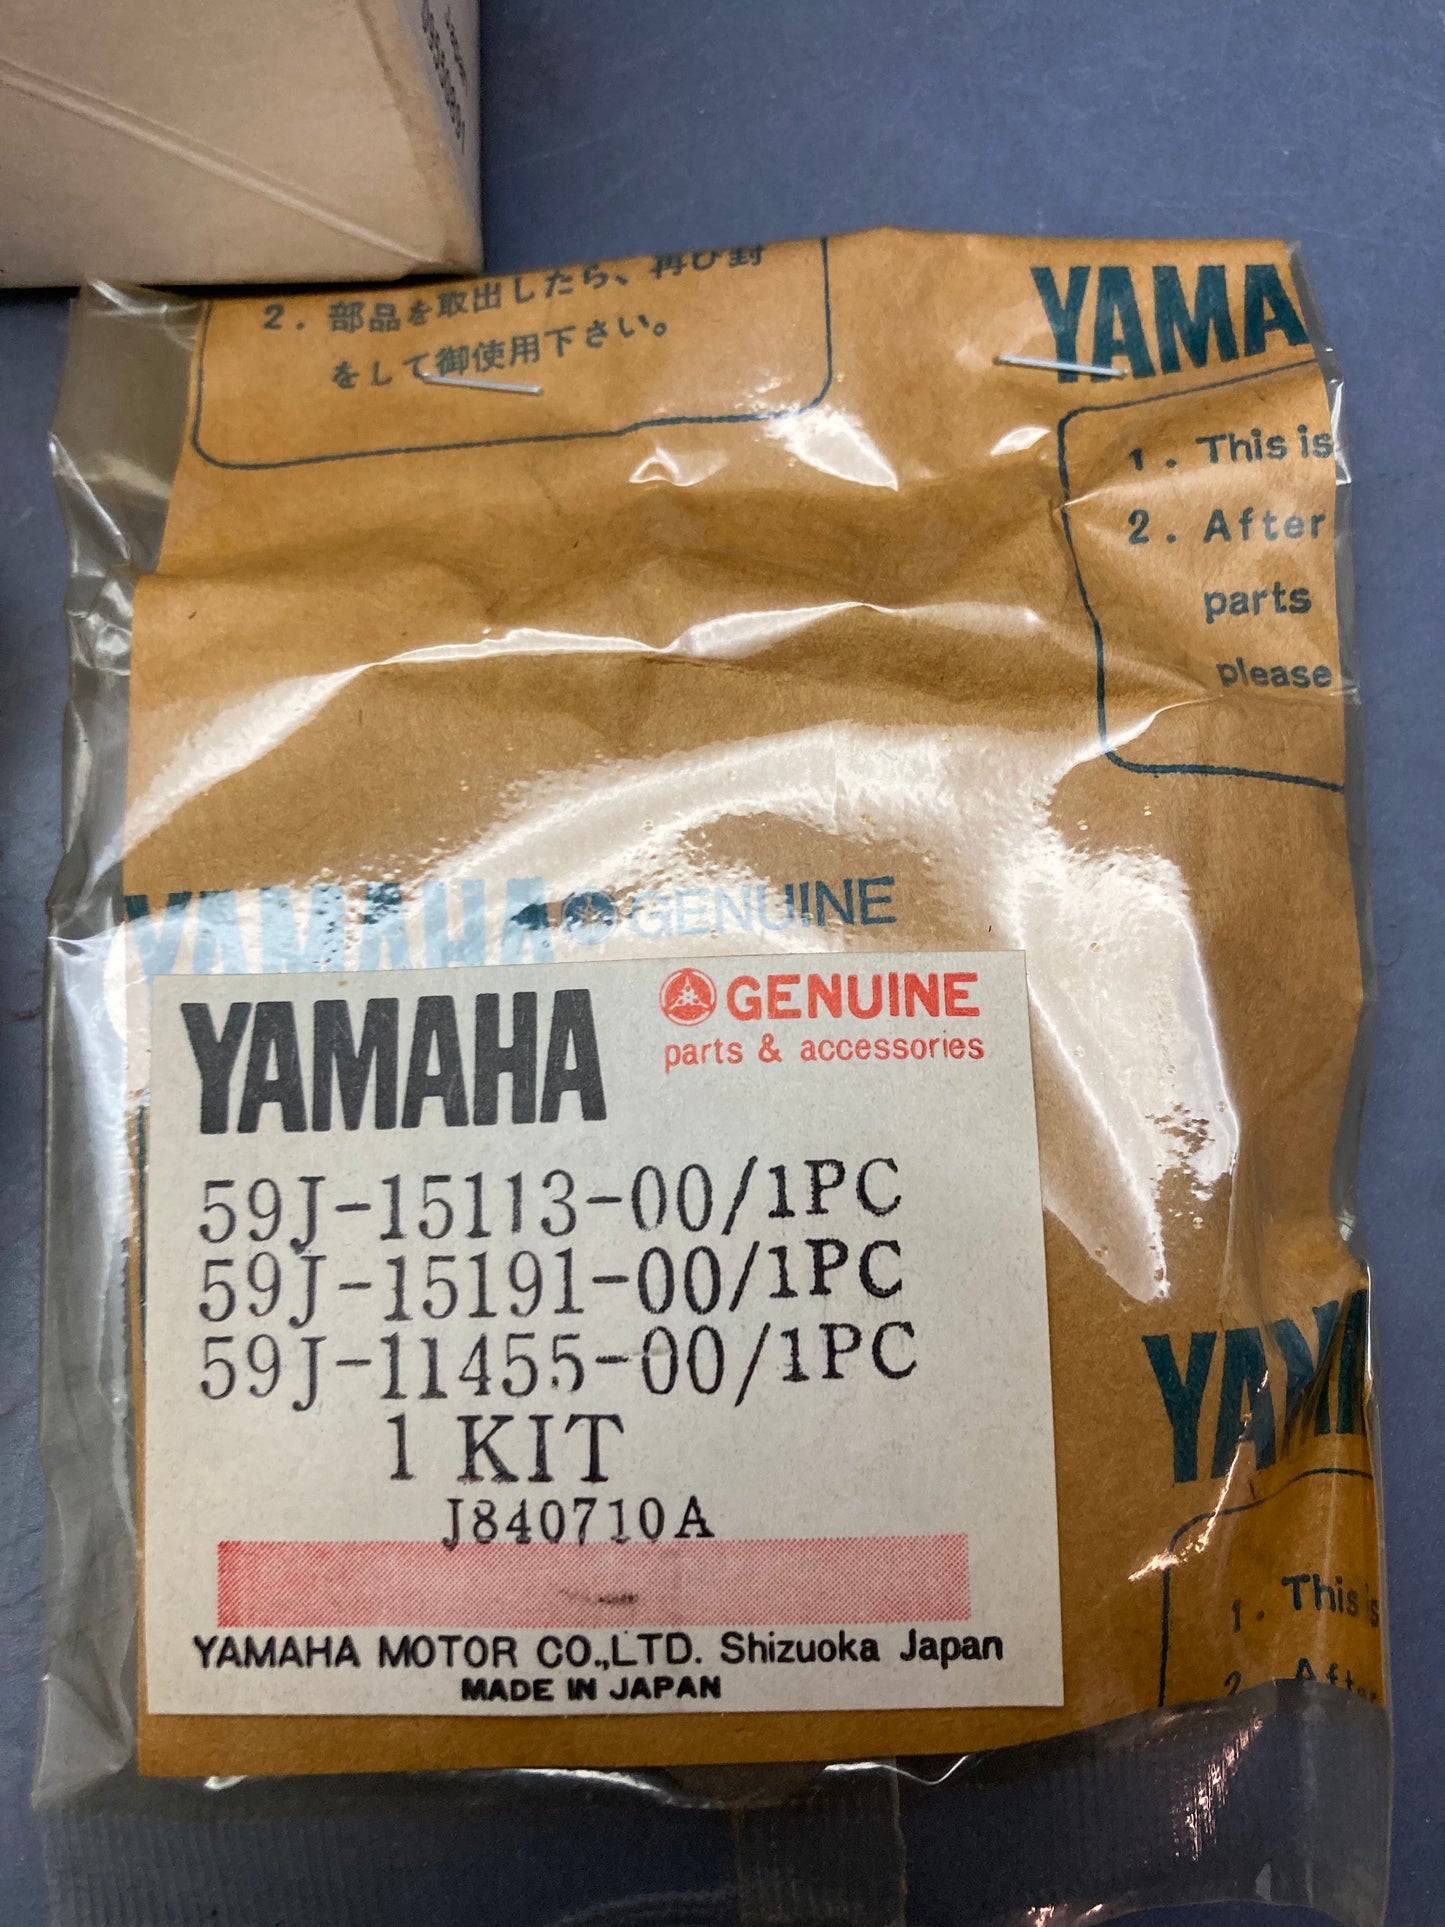 2. 部品を取出したら、再び封
をして御使用下さい。
YAMA
1. This is
2. After
parts
please
YAMAHA GENUINE
YAMAHA GENUINE
parts & accessories
59J-15113-00/1PC
59J-15191-00/1PC
59J-11455-00/1PC
1 KIT
J840710A
YAMAHA MOTOR CO.,LTD. Shizuoka Japan
MADE IN JAPAN
YAMA
1. This is
2. After